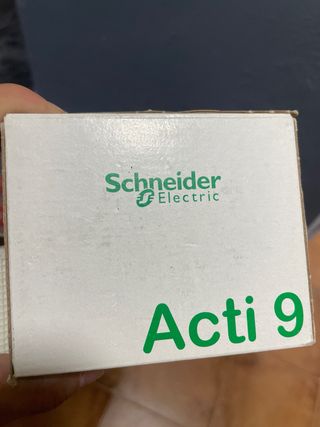 Schneider
Electric
Acti 9